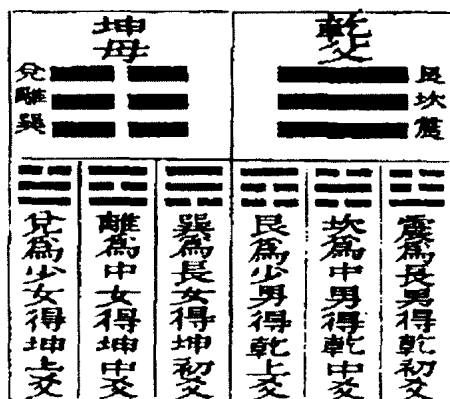 乾父
艮
坎
震
坤母
兌
離
巽
震為長男得乾初爻
坎為中男得乾中爻
艮為少男得乾上爻
巽為長女得坤初爻
離為中女得坤中爻
兌為少女得坤上爻